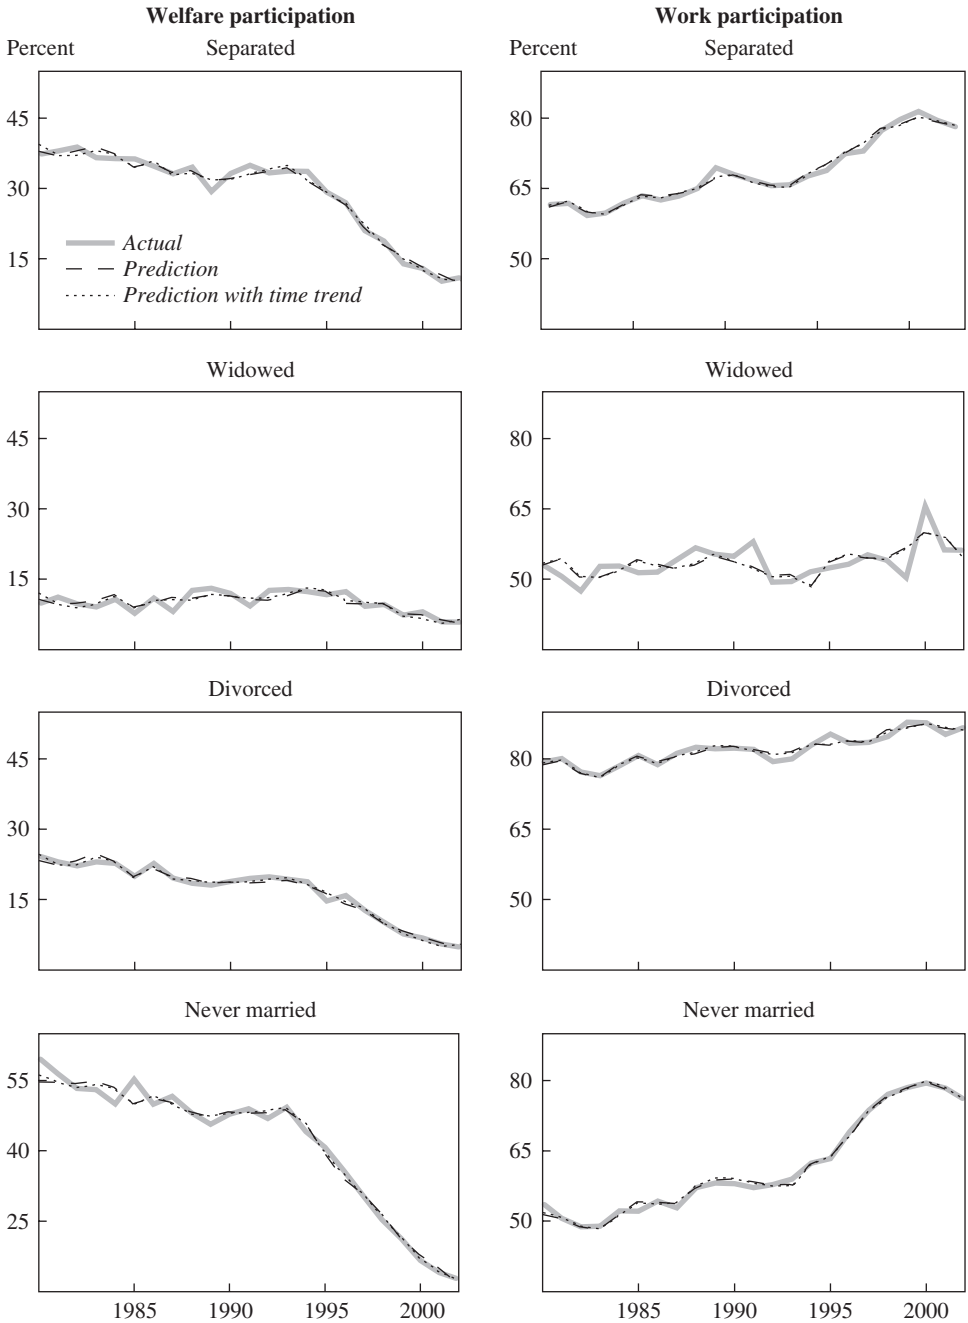 Welfare participation
Work participation
Percent
Separated
Percent
Separated
45
30
15
Actual
Prediction
Prediction with time trend
80
65
50
Widowed
Widowed
45
30
15
80
65
50
Divorced
Divorced
45
30
15
80
65
50
Never married
Never married
55
40
25
80
65
50
1985 1990 1995 2000
1985 1990 1995 2000